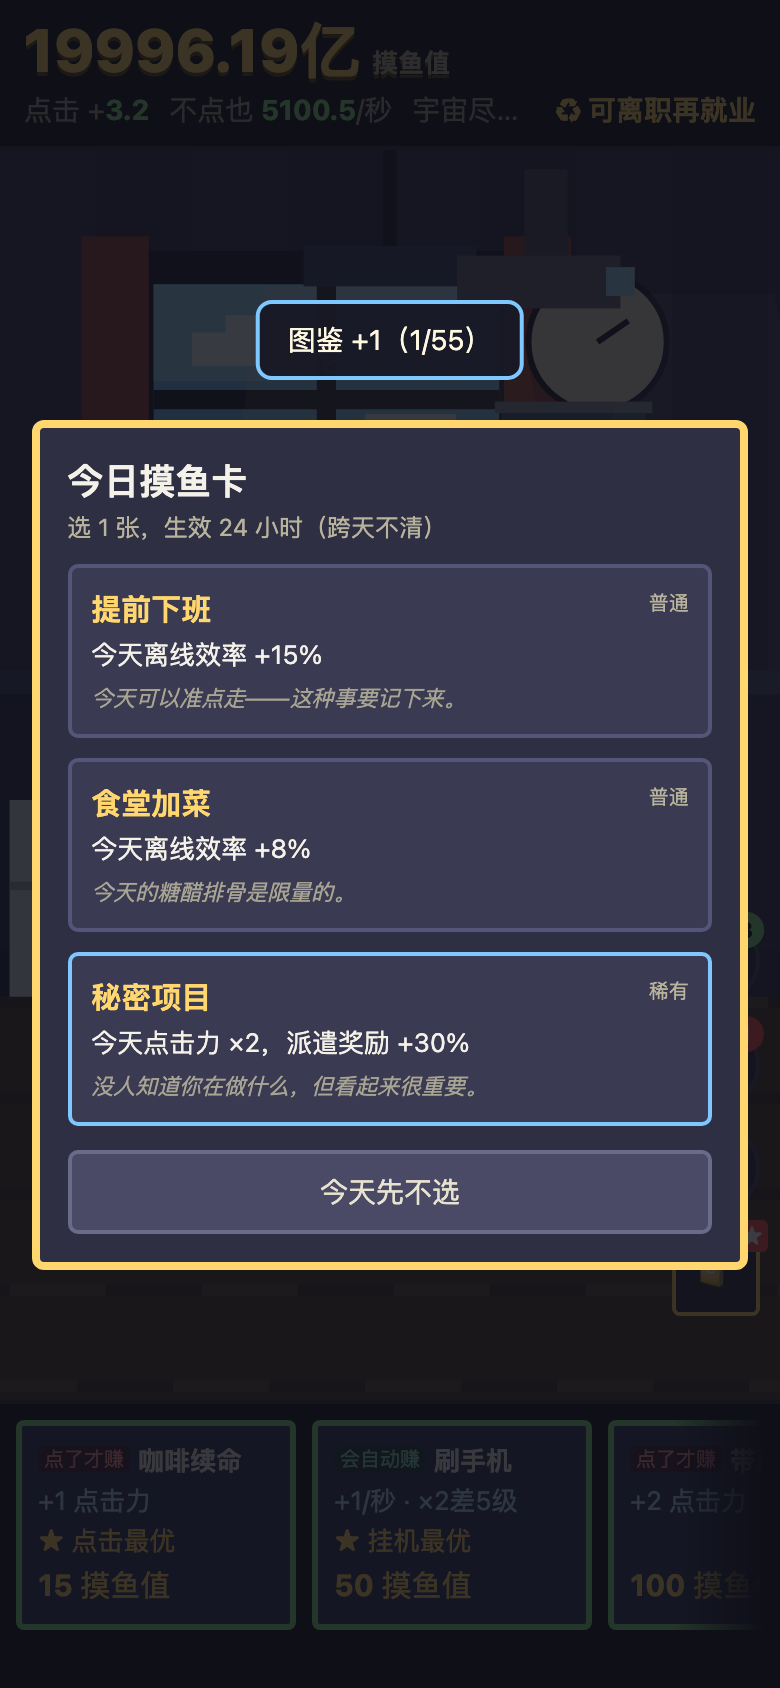 19996.19亿 摸鱼值
点击 +3.2 不点也 5100.5/秒 宇宙尽... ♻ 可离职再就业
图鉴 +1（1/55）
今日摸鱼卡
选 1 张，生效 24 小时（跨天不清）
提前下班 普通
今天离线效率 +15%
今天可以准点走——这种事要记下来。
食堂加菜 普通
今天离线效率 +8%
今天的糖醋排骨是限量的。
秘密项目 稀有
今天点击力 ×2，派遣奖励 +30%
没人知道你在做什么，但看起来很重要。
今天先不选
点了才赚 咖啡续命
+1 点击力
★ 点击最优
15 摸鱼值
会自动赚 刷手机
+1/秒 · ×2差5级
★ 挂机最优
50 摸鱼值
点了才赚 带
+2 点击力
100 摸鱼值